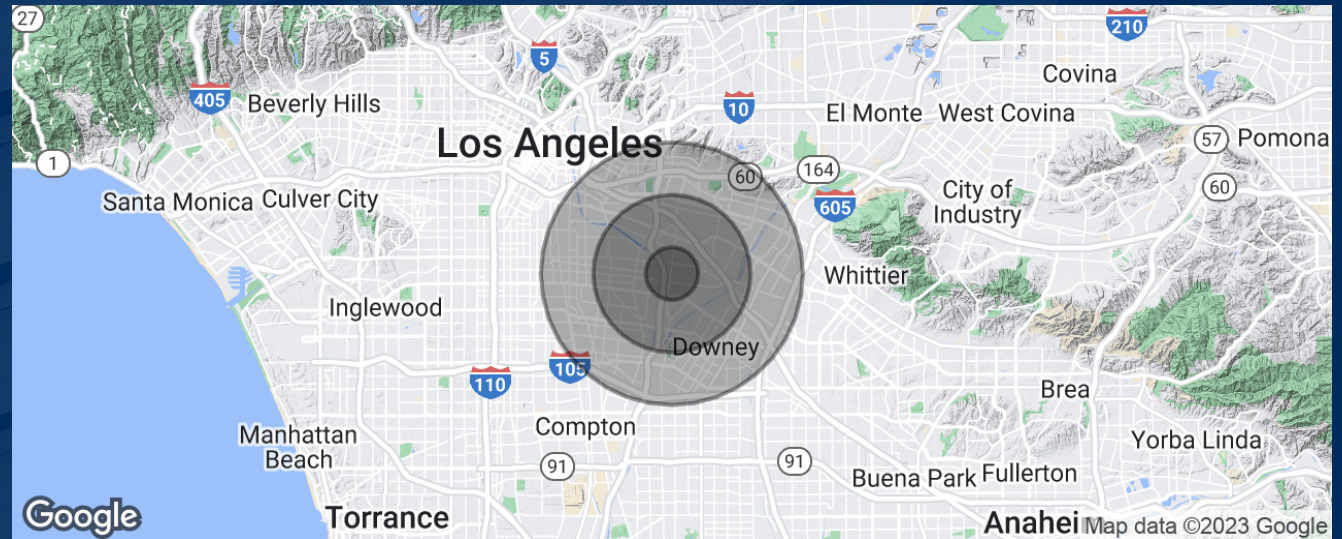 27
210
5
Covina
405
Beverly Hills
10
El Monte
West Covina
Los Angeles
57
Pomona
1
60
164
60
Santa Monica
Culver City
605
City of
Industry
Whittier
Inglewood
Downey
105
110
Brea
Compton
Manhattan
Beach
Yorba Linda
91
91
Buena Park
Fullerton
Google
Torrance
Anahei
Map data ©2023 Google